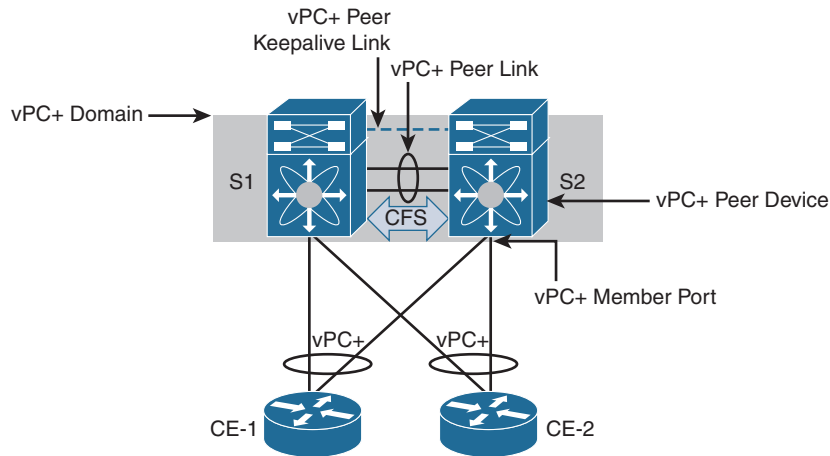 vPC+ Peer
Keepalive Link
vPC+ Peer Link
vPC+ Domain
S1
S2
CFS
vPC+ Peer Device
vPC+ Member Port
vPC+
vPC+
CE-1
CE-2